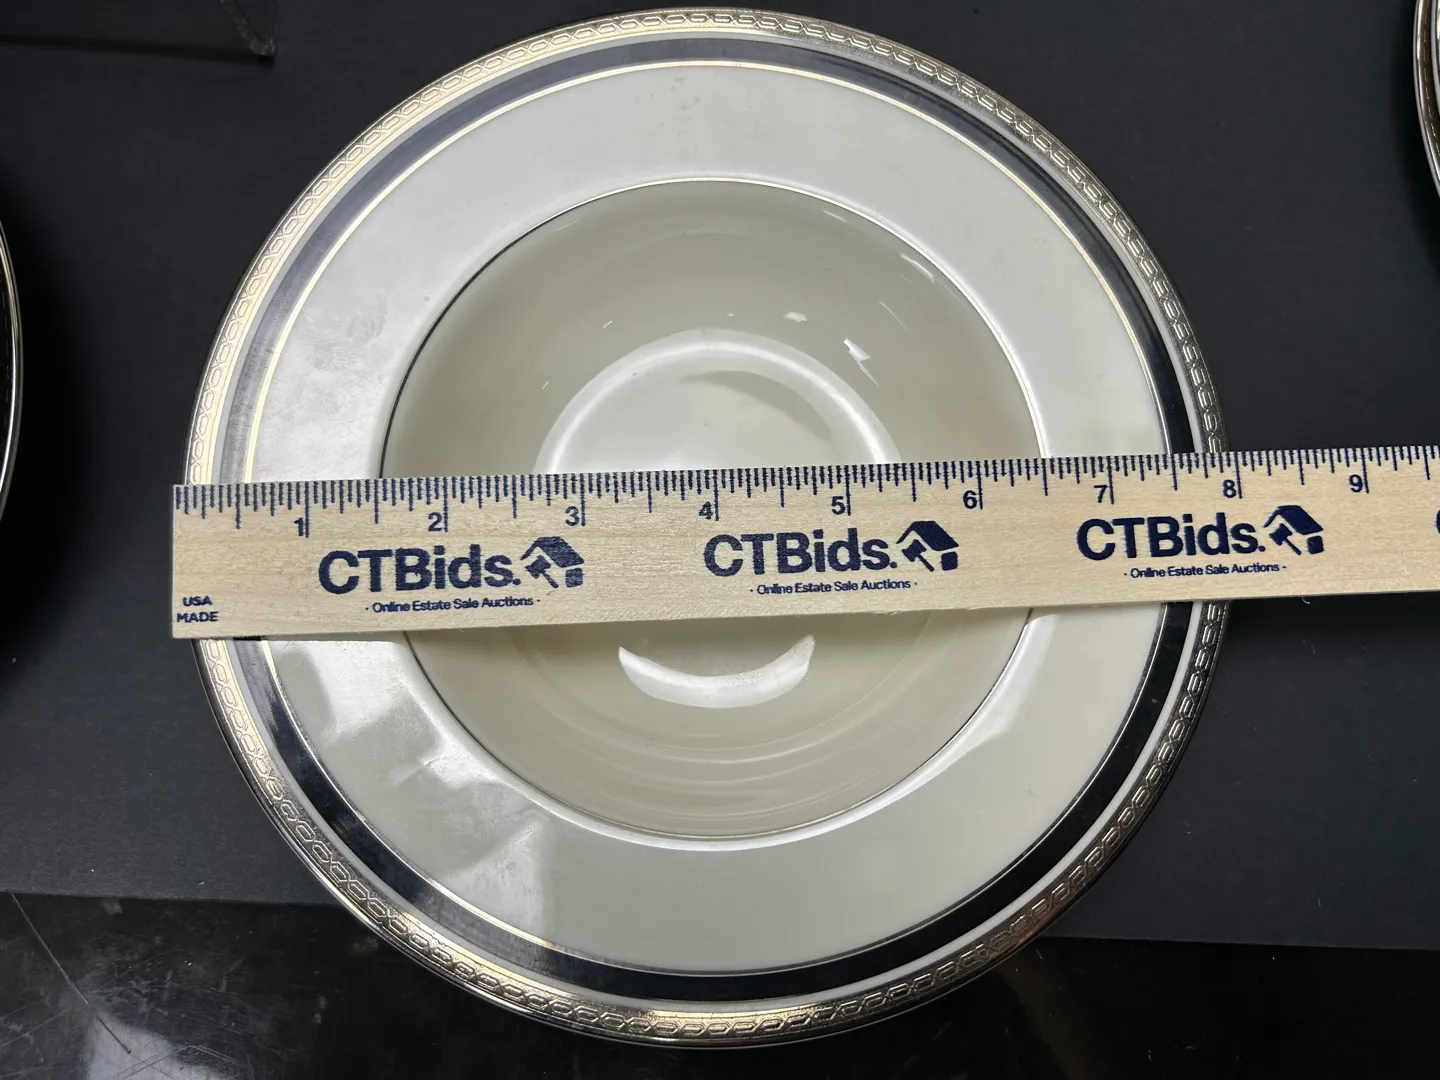 1 2 3 4 5 6 7 8 9
CTBids. CTBids. CTBids.
· Online Estate Sale Auctions · · Online Estate Sale Auctions · · Online Estate Sale Auctions ·
USA
MADE